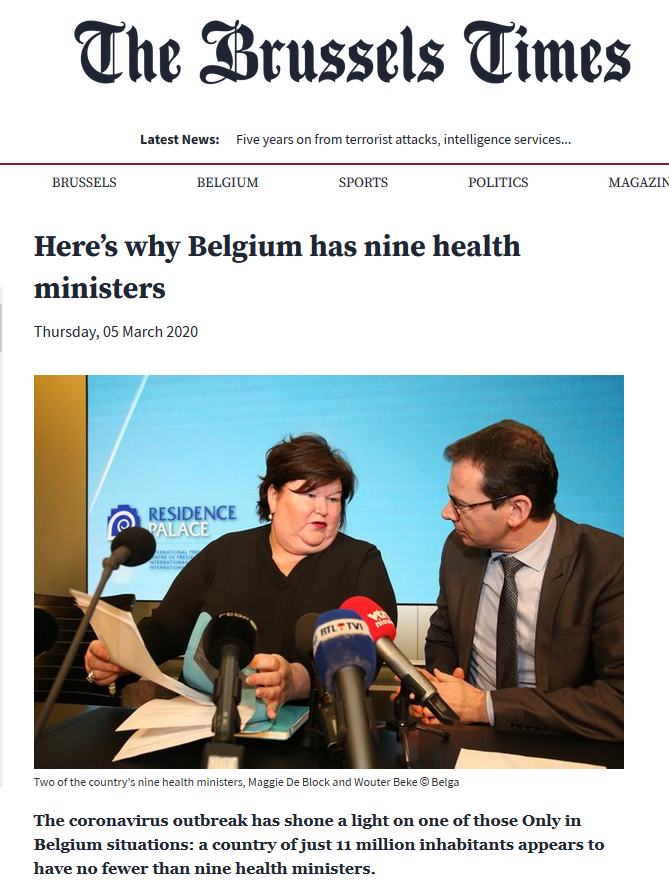 The Brussels Times
Latest News: Five years on from terrorist attacks, intelligence services...
BRUSSELS BELGIUM SPORTS POLITICS MAGAZIN
Here’s why Belgium has nine health
ministers
Thursday, 05 March 2020
RESIDENCE
PALACE
RTL•TVI
vtm
nieuws
Two of the country's nine health ministers, Maggie De Block and Wouter Beke © Belga
The coronavirus outbreak has shone a light on one of those Only in
Belgium situations: a country of just 11 million inhabitants appears to
have no fewer than nine health ministers.